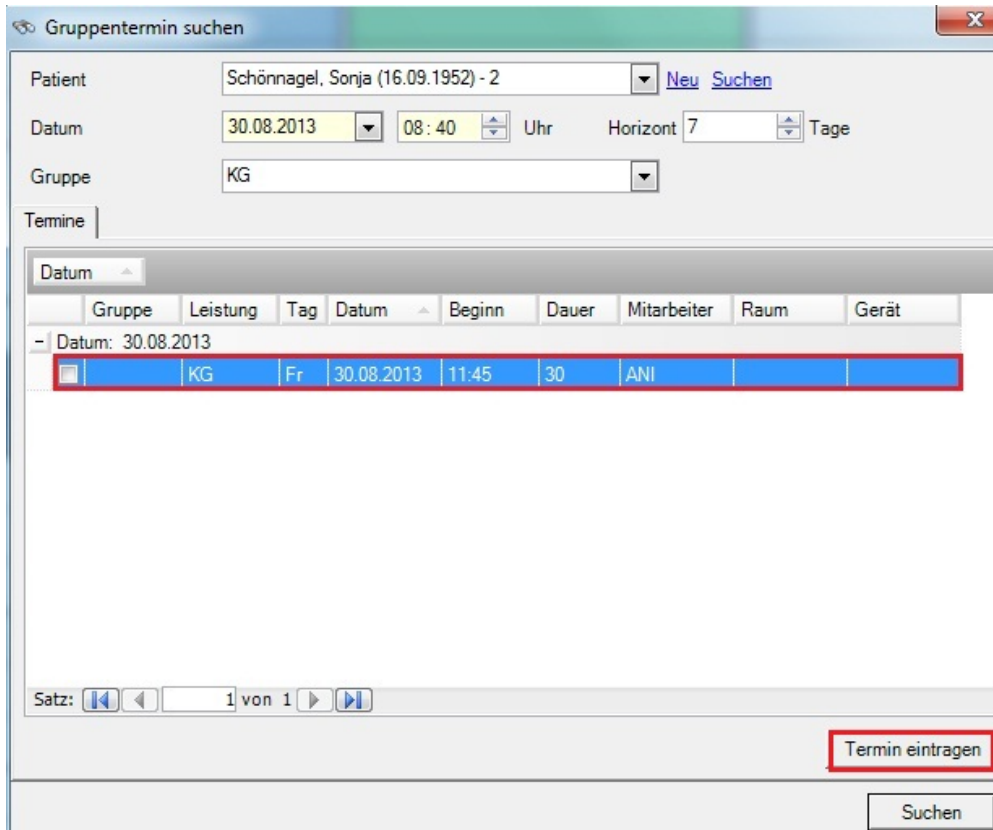 Gruppentermin suchen
Patient Schönnagel, Sonja (16.09.1952) - 2 Neu Suchen
Datum 30.08.2013 08:40 Uhr Horizont 7 Tage
Gruppe KG
Termine
Datum
Gruppe Leistung Tag Datum Beginn Dauer Mitarbeiter Raum Gerät
Datum: 30.08.2013
KG Fr 30.08.2013 11:45 30 ANI
Satz: 1 von 1
Termin eintragen
Suchen